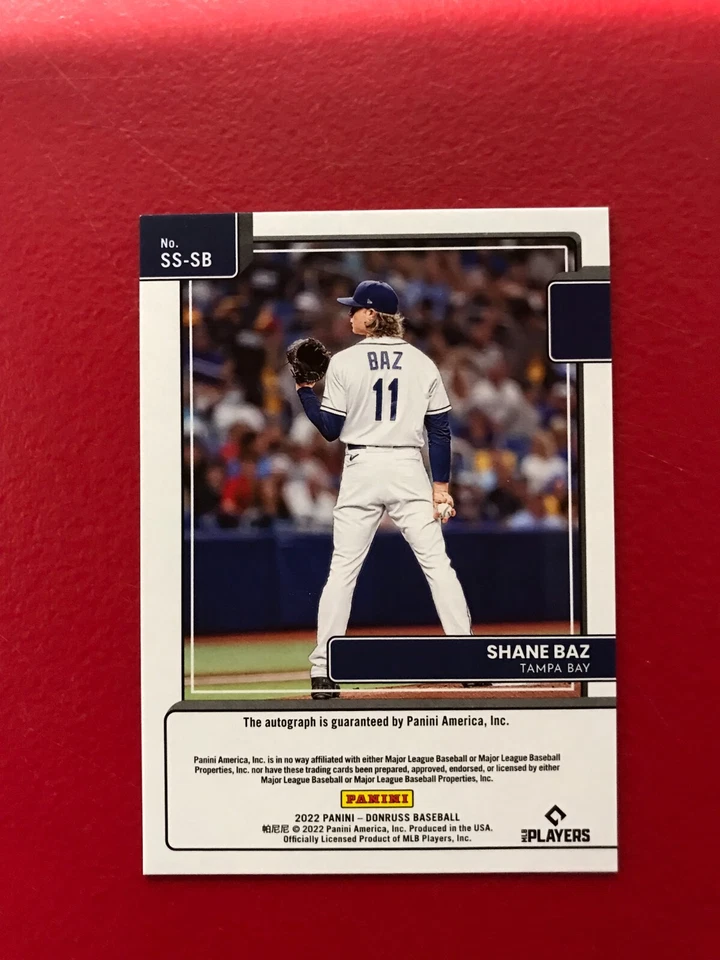 No.
SS-SB
BAZ
11
SHANE BAZ
TAMPA BAY
The autograph is guaranteed by Panini America, Inc.
Panini America, Inc. is in no way affiliated with either Major League Baseball or Major League Baseball
Properties, Inc. nor have these trading cards been prepared, approved, endorsed, or licensed by either
Major League Baseball or Major League Baseball Properties, Inc.
PANINI
2022 PANINI – DONRUSS BASEBALL
帕尼尼 © 2022 Panini America, Inc. Produced in the USA.
Officially Licensed Product of MLB Players, Inc.
MLB PLAYERS